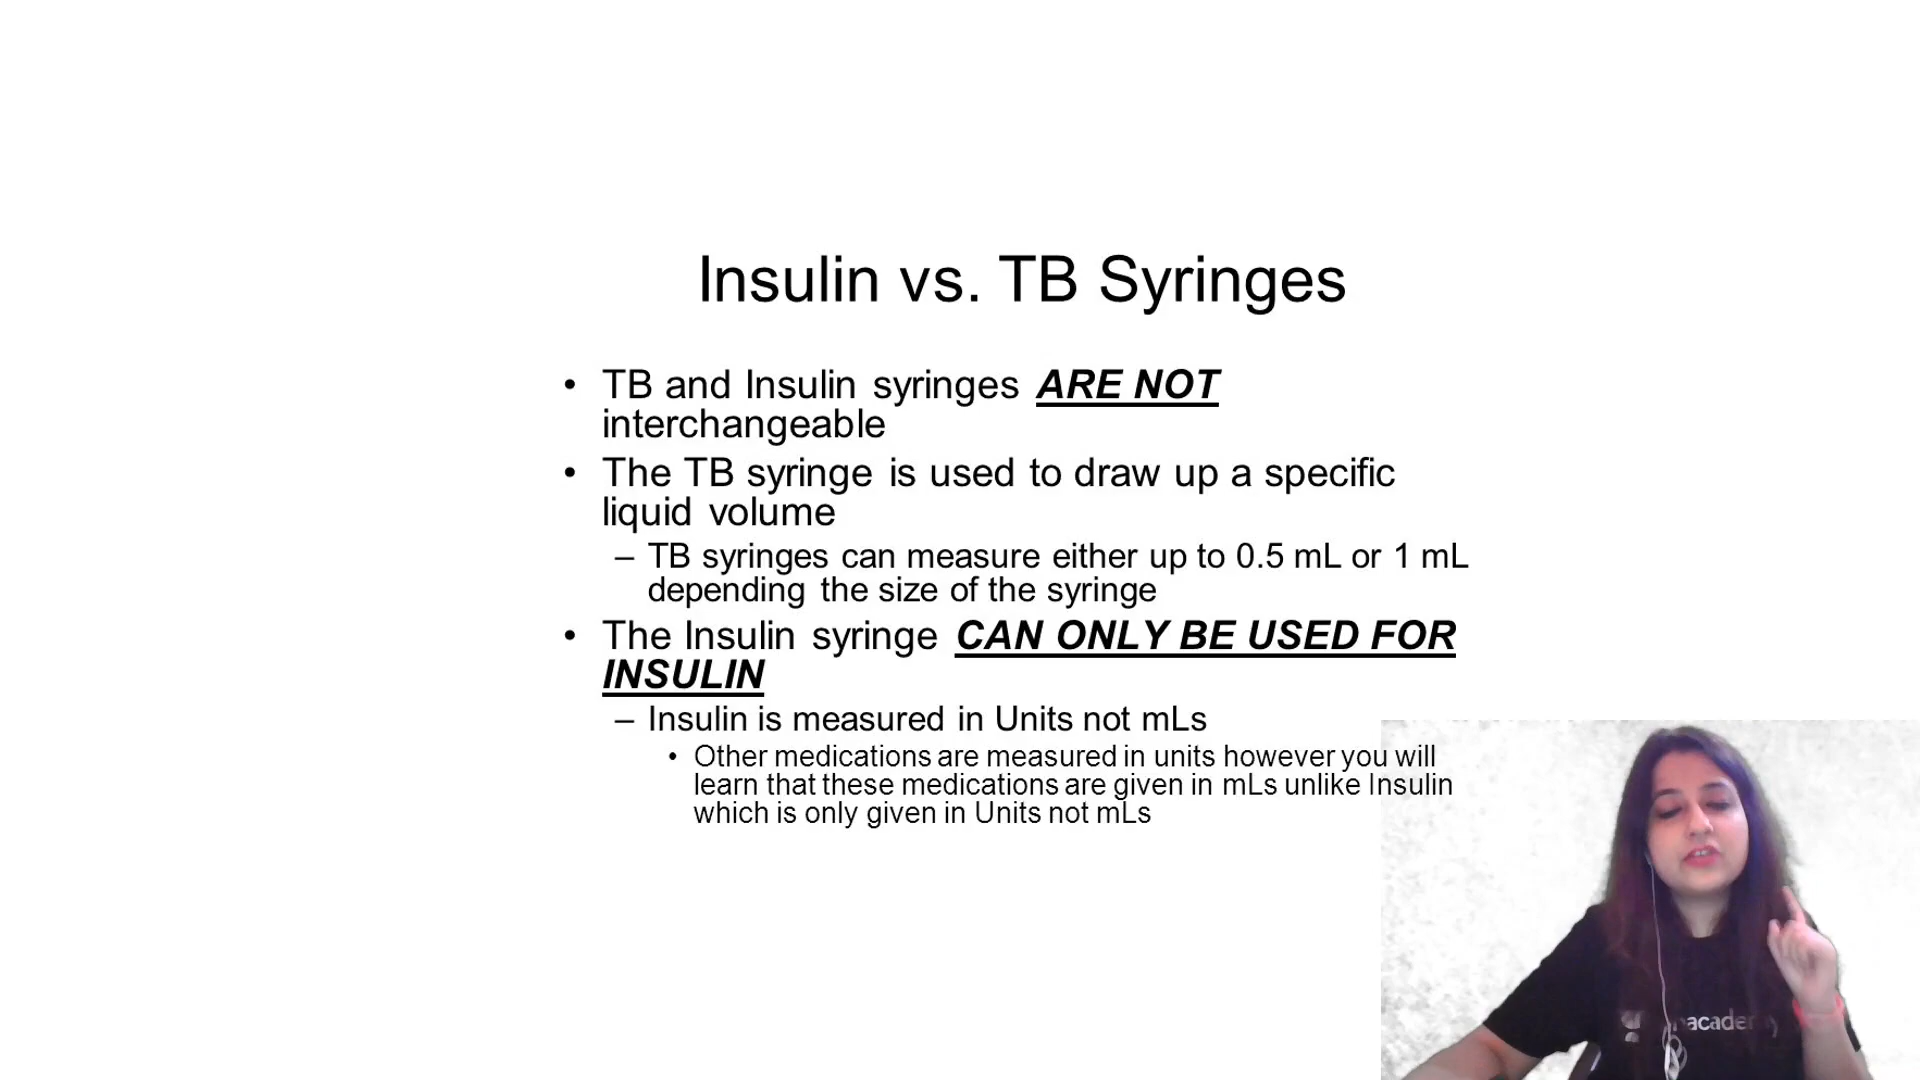 Insulin vs. TB Syringes
• TB and Insulin syringes ARE NOT
interchangeable
• The TB syringe is used to draw up a specific
liquid volume
– TB syringes can measure either up to 0.5 mL or 1 mL
depending the size of the syringe
• The Insulin syringe CAN ONLY BE USED FOR
INSULIN
– Insulin is measured in Units not mLs
• Other medications are measured in units however you will
learn that these medications are given in mLs unlike Insulin
which is only given in Units not mLs